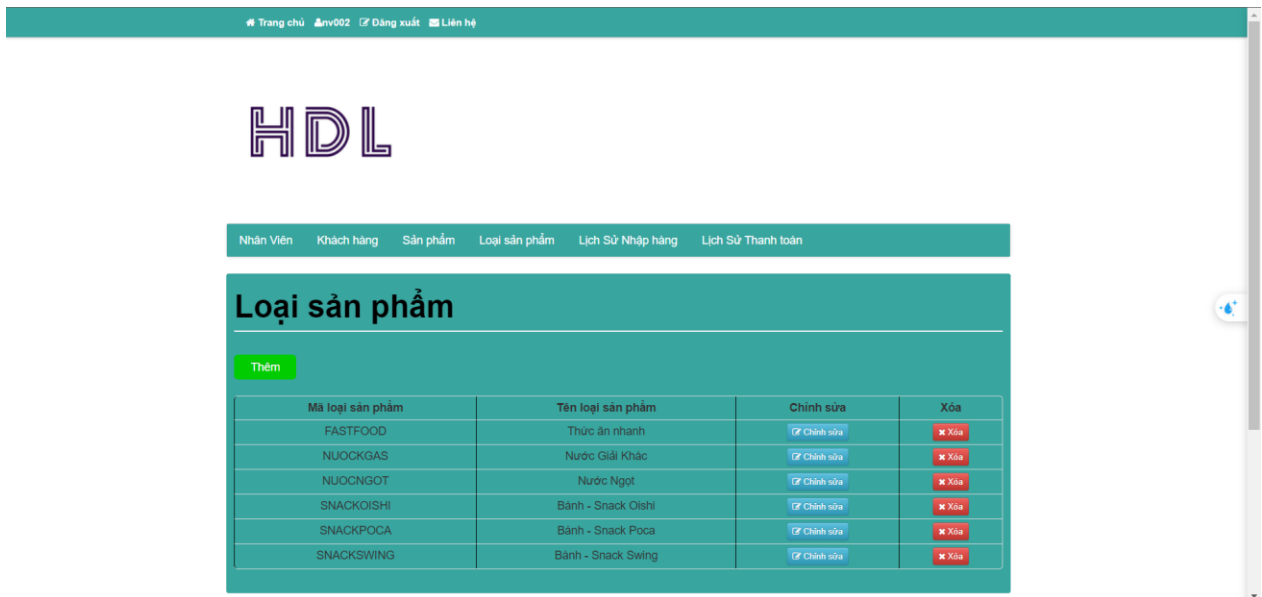 Trang chủ nv002 Đăng xuất Liên hệ
HDL
Nhân Viên Khách hàng Sản phẩm Loại sản phẩm Lịch Sử Nhập hàng Lịch Sử Thanh toán
Loại sản phẩm
Thêm
Mã loại sản phẩm Tên loại sản phẩm Chỉnh sửa Xóa
FASTFOOD Thức ăn nhanh Chỉnh sửa Xóa
NUOCKGAS Nước Giải Khác Chỉnh sửa Xóa
NUOCNGOT Nước Ngọt Chỉnh sửa Xóa
SNACKOISHI Bánh - Snack Oishi Chỉnh sửa Xóa
SNACKPOCA Bánh - Snack Poca Chỉnh sửa Xóa
SNACKSWING Bánh - Snack Swing Chỉnh sửa Xóa